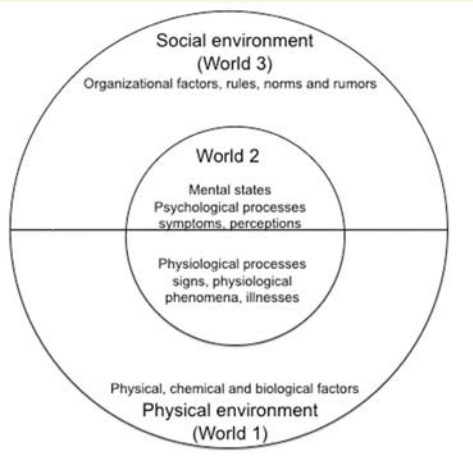 Social environment
(World 3)
Organizational factors, rules, norms and rumors
World 2
Mental states
Psychological processes
symptoms, perceptions
Physiological processes
signs, physiological
phenomena, illnesses
Physical, chemical and biological factors
Physical environment
(World 1)